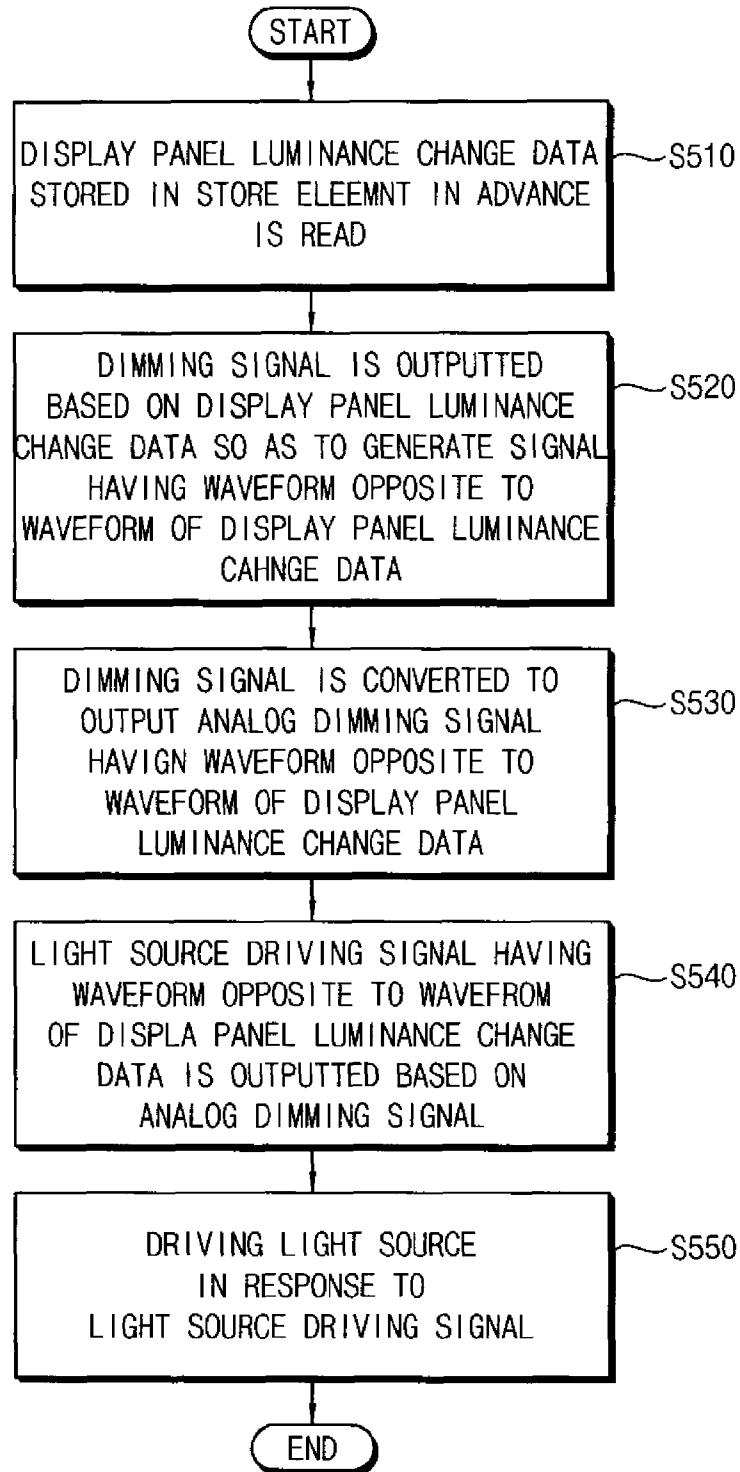 START
DISPLAY PANEL LUMINANCE CHANGE DATA
STORED IN STORE ELEEMNT IN ADVANCE
IS READ
S510
DIMMING SIGNAL IS OUTPUTTED
BASED ON DISPLAY PANEL LUMINANCE
CHANGE DATA SO AS TO GENERATE SIGNAL
HAVING WAVEFORM OPPOSITE TO
WAVEFORM OF DISPLAY PANEL LUMINANCE
CAHNGE DATA
S520
DIMMING SIGNAL IS CONVERTED TO
OUTPUT ANALOG DIMMING SIGNAL
HAVIGN WAVEFORM OPPOSITE TO
WAVEFORM OF DISPLAY PANEL
LUMINANCE CHANGE DATA
S530
LIGHT SOURCE DRIVING SIGNAL HAVING
WAVEFORM OPPOSITE TO WAVEFROM
OF DISPLA PANEL LUMINANCE CHANGE
DATA IS OUTPUTTED BASED ON
ANALOG DIMMING SIGNAL
S540
DRIVING LIGHT SOURCE
IN RESPONSE TO
LIGHT SOURCE DRIVING SIGNAL
S550
END